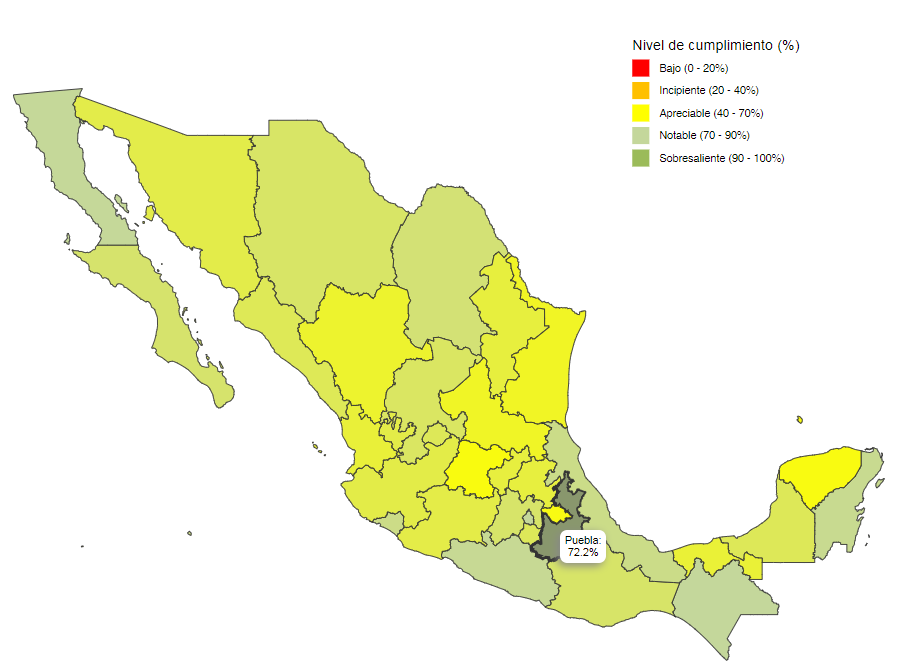 Nivel de cumplimiento (%)
Bajo (0 - 20%)
Incipiente (20 - 40%)
Apreciable (40 - 70%)
Notable (70 - 90%)
Sobresaliente (90 - 100%)
Puebla:
72.2%